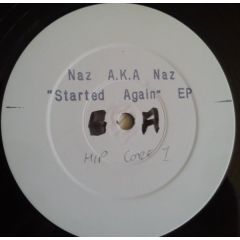 Naz A.K.A Naz
"Started Again" EP
A
HIP CORE 1